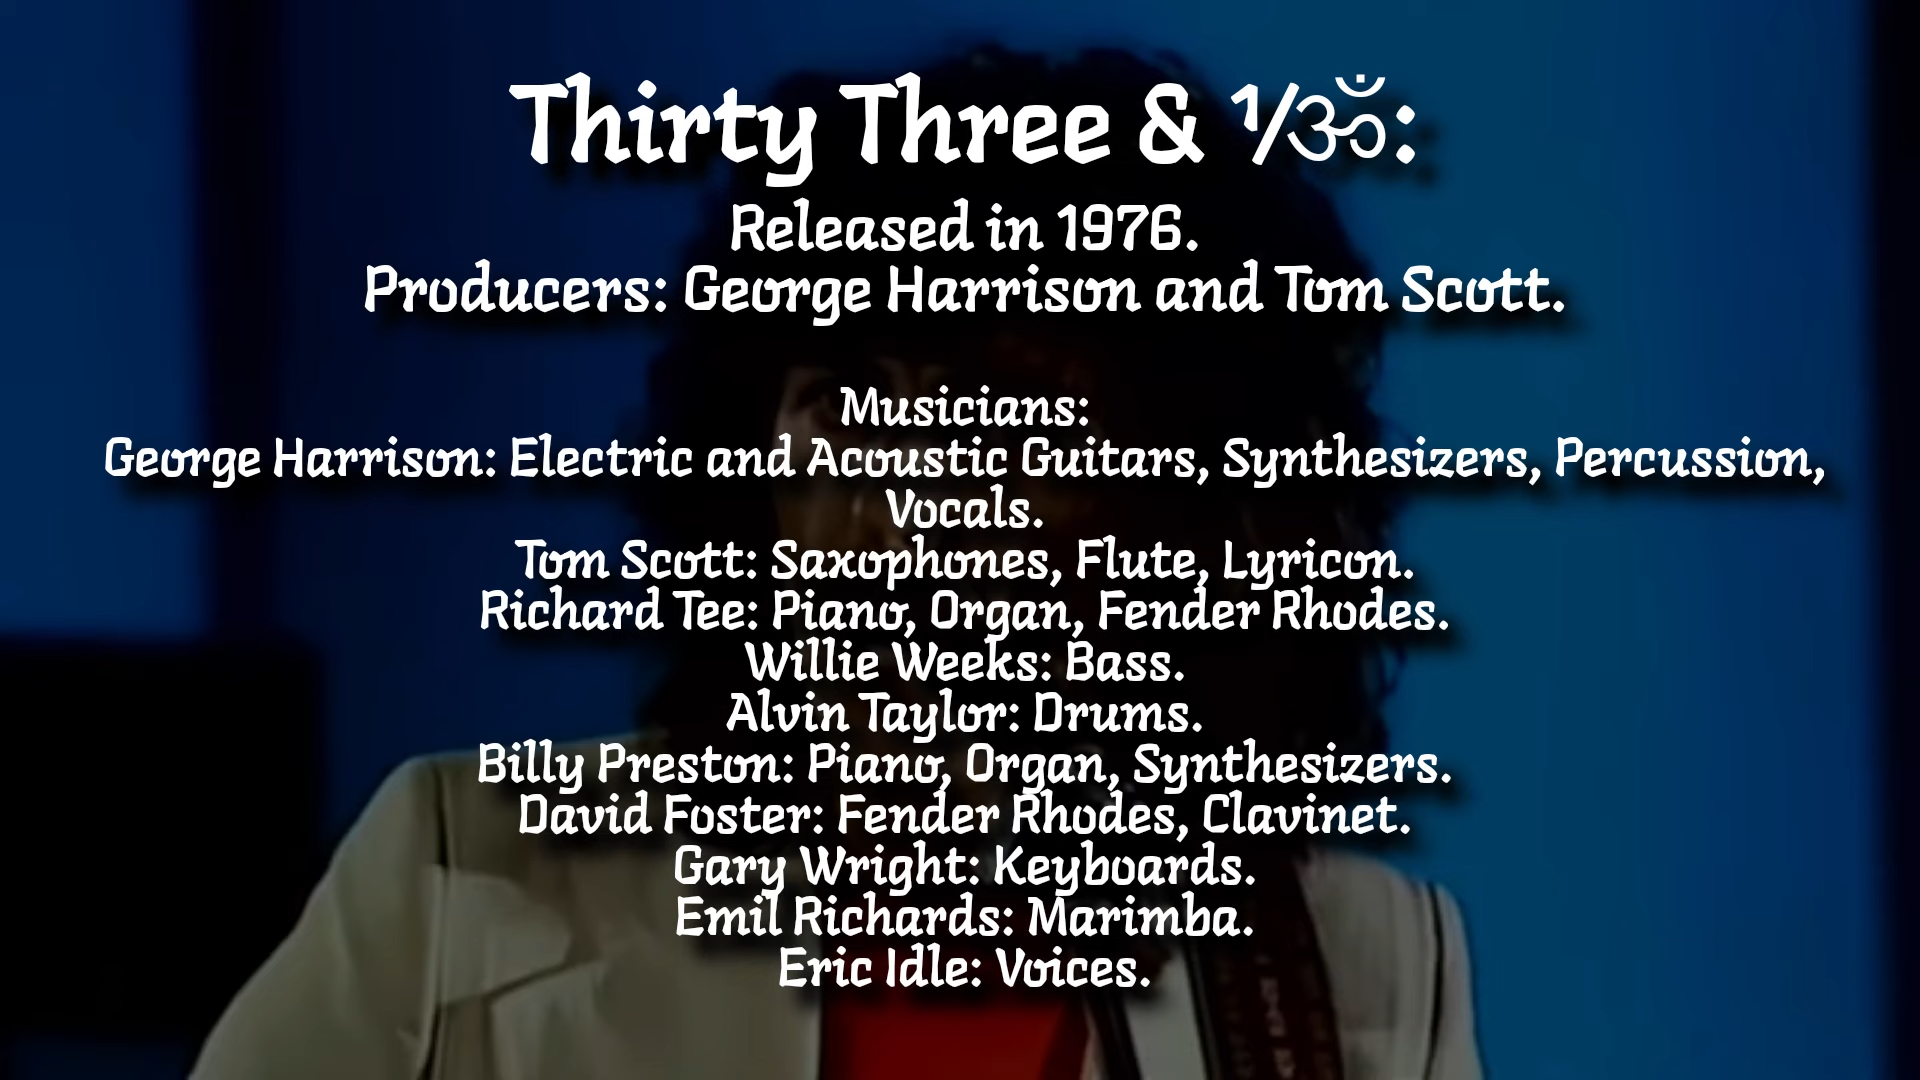 Thirty Three & ⅟ॐ:
Released in 1976.
Producers: George Harrison and Tom Scott.
Musicians:
George Harrison: Electric and Acoustic Guitars, Synthesizers, Percussion,
Vocals.
Tom Scott: Saxophones, Flute, Lyricon.
Richard Tee: Piano, Organ, Fender Rhodes.
Willie Weeks: Bass.
Alvin Taylor: Drums.
Billy Preston: Piano, Organ, Synthesizers.
David Foster: Fender Rhodes, Clavinet.
Gary Wright: Keyboards.
Emil Richards: Marimba.
Eric Idle: Voices.